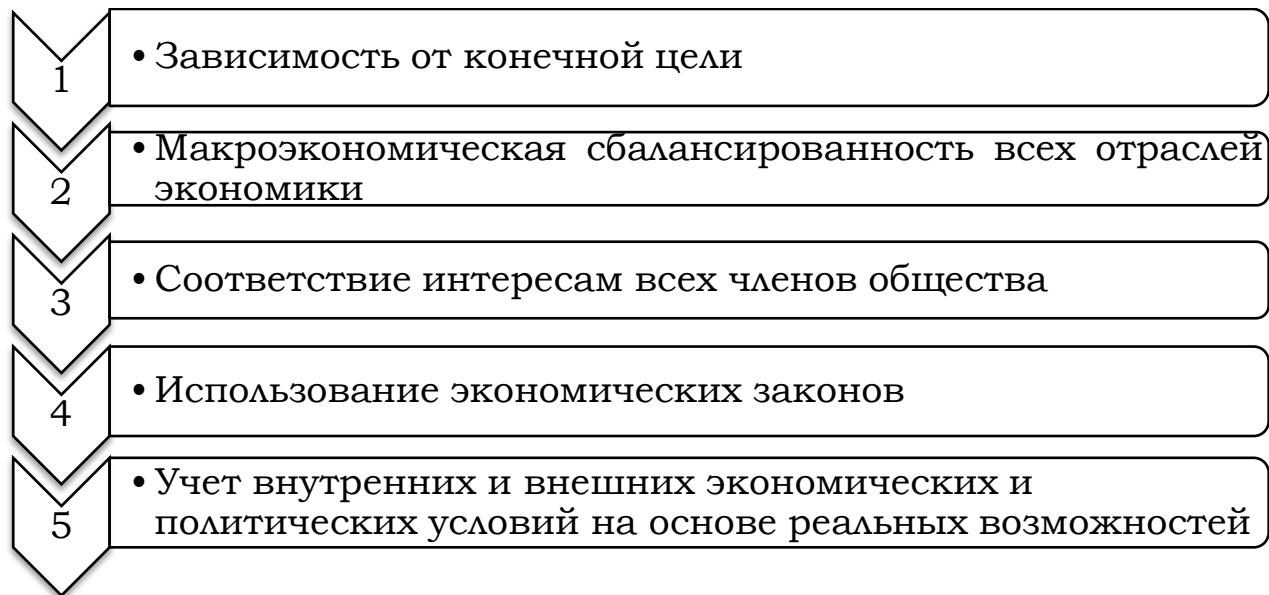 1
• Зависимость от конечной цели
2
• Макроэкономическая сбалансированность всех отраслей
экономики
3
• Соответствие интересам всех членов общества
4
• Использование экономических законов
5
• Учет внутренних и внешних экономических и
политических условий на основе реальных возможностей